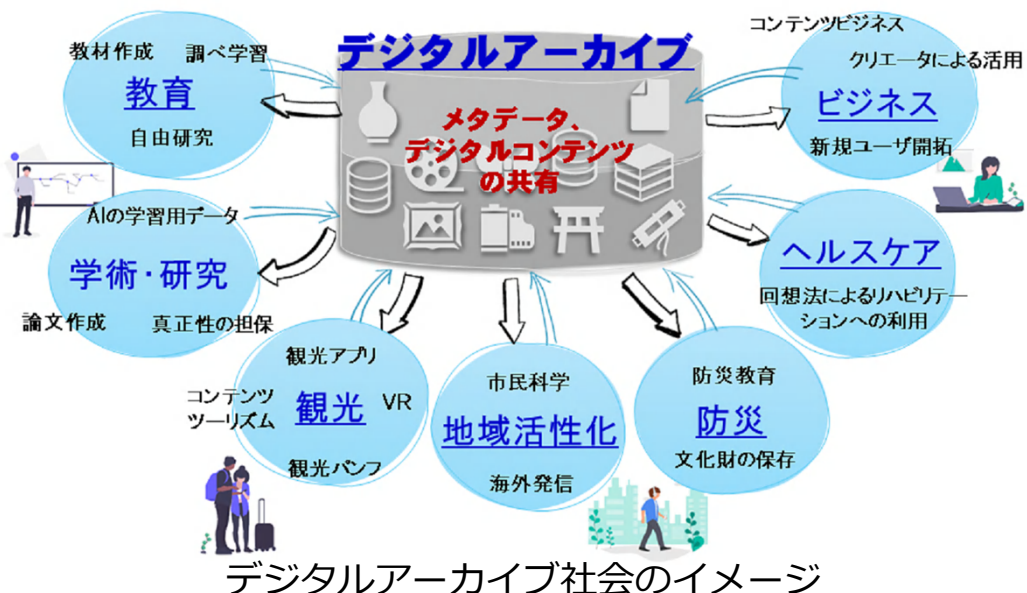 デジタルアーカイブ
メタデータ、
デジタルコンテンツ
の共有
教材作成 調べ学習
教育
自由研究
AIの学習用データ
学術・研究
論文作成 真正性の担保
観光アプリ
コンテンツ
ツーリズム
観光
VR
観光パンフ
市民科学
地域活性化
海外発信
防災教育
防災
文化財の保存
ヘルスケア
回想法によるリハビリテー
ションへの利用
コンテンツビジネス
クリエータによる活用
ビジネス
新規ユーザ開拓
デジタルアーカイブ社会のイメージ